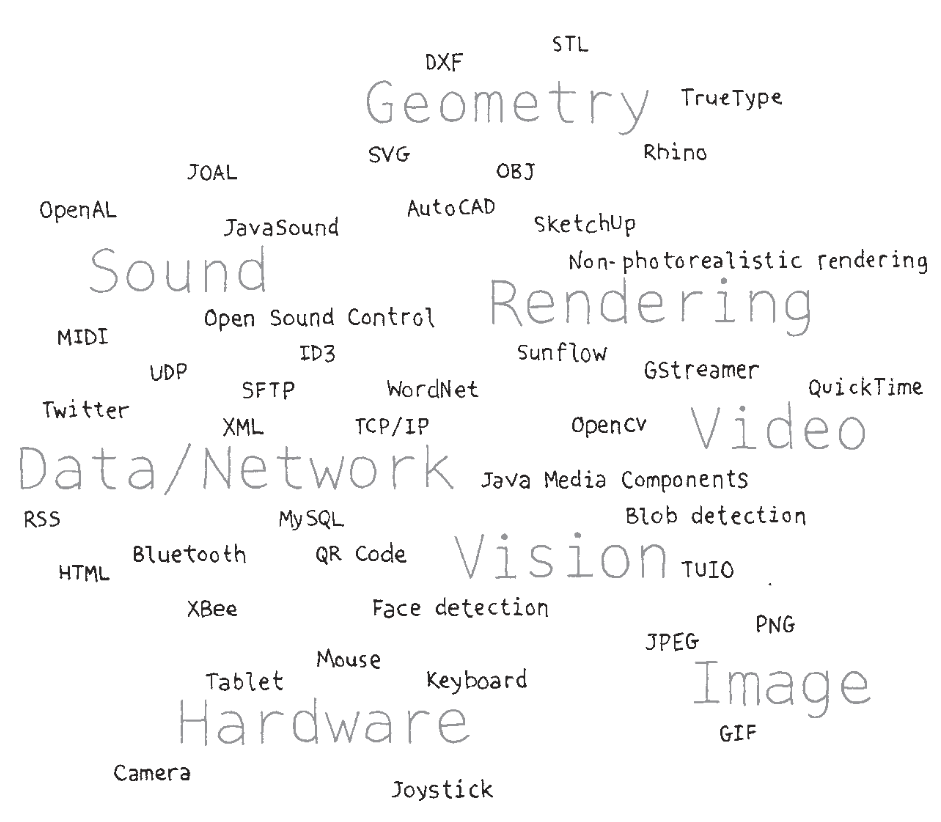 STL
DXF
Geometry
TrueType
SVG
Rhino
JOAL
OBJ
OpenAL
AutoCAD
JavaSound
SketchUp
Sound
Non-photorealistic rendering
Rendering
Open Sound Control
MIDI
ID3
Sunflow
UDP
GStreamer
SFTP
WordNet
QuickTime
Twitter
XML
TCP/IP
OpenCV
Video
Data/Network
Java Media Components
RSS
MySQL
Blob detection
Bluetooth
QR Code
Vision
HTML
TUIO
XBee
Face detection
PNG
JPEG
Mouse
Tablet
Keyboard
Image
Hardware
GIF
Camera
Joystick